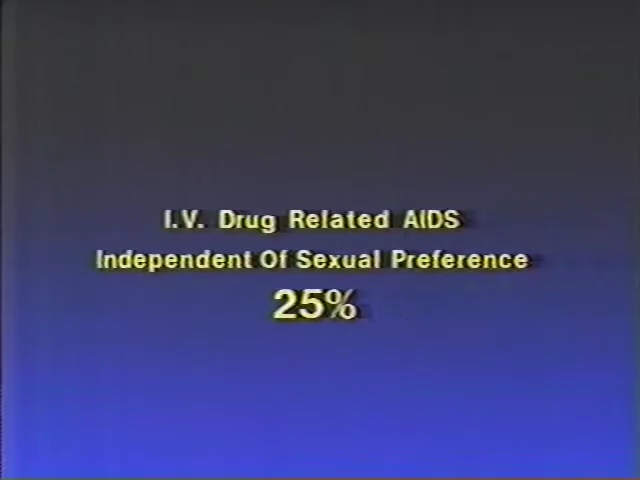 I.V. Drug Related AIDS
Independent Of Sexual Preference
25%